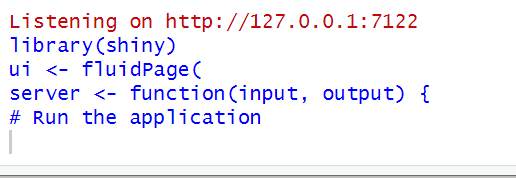 Listening on http://127.0.0.1:7122
library(shiny)
ui <- fluidPage(
server <- function(input, output) {
# Run the application